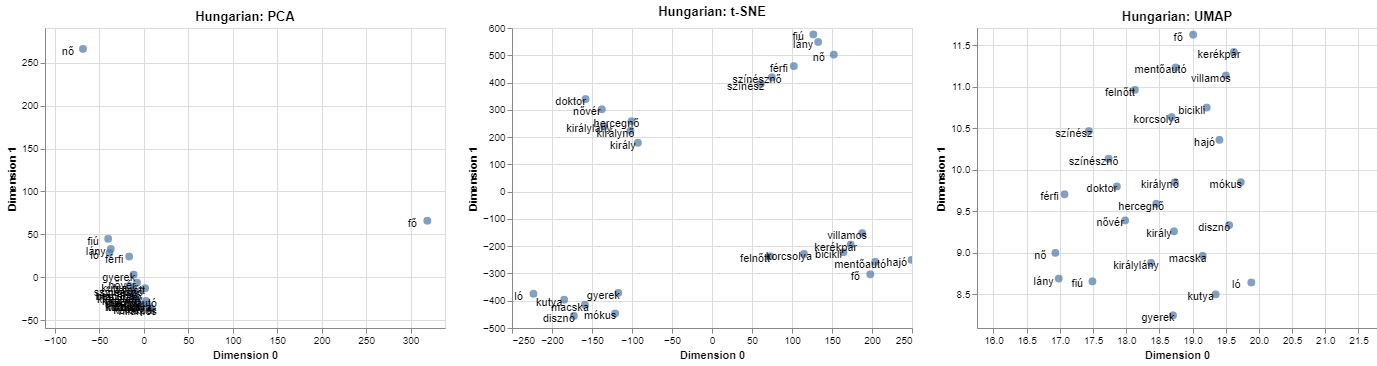 Hungarian: PCA
250
200
150
100
50
0
−50
−100
−50
0
50
100
150
200
250
300
Dimension 0
Dimension 1
nő
fő
fiú
lány
férfi
gyerek
Hungarian: t-SNE
600
500
400
300
200
100
0
−100
−200
−300
−400
−500
−250
−200
−150
−100
−50
0
50
100
150
200
250
Dimension 0
Dimension 1
fiú
lány
nő
férfi
színésznő
színész
doktor
nővér
hercegnő
királylány
királynő
király
villamos
kerékpár
bicikli
korcsolya
felnőtt
mentőautó
hajó
fő
ló
kutya
gyerek
macska
disznó
mókus
Hungarian: UMAP
11.5
11.0
10.5
10.0
9.5
9.0
8.5
16.0
16.5
17.0
17.5
18.0
18.5
19.0
19.5
20.0
20.5
21.0
21.5
Dimension 0
Dimension 1
fő
kerékpár
mentőautó
villamos
felnőtt
bicikli
korcsolya
színész
hajó
színésznő
doktor
királynő
mókus
férfi
hercegnő
nővér
király
disznó
nő
királylány
macska
lány
fiú
ló
kutya
gyerek